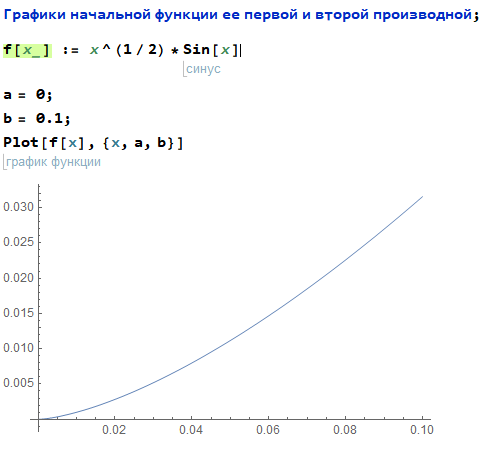 Графики начальной функции ее первой и второй производной;
f[x_] := x^(1/2)*Sin[x]
синус
a = 0;
b = 0.1;
Plot[f[x], {x, a, b}]
график функции
0.030
0.025
0.020
0.015
0.010
0.005
0.02 0.04 0.06 0.08 0.10